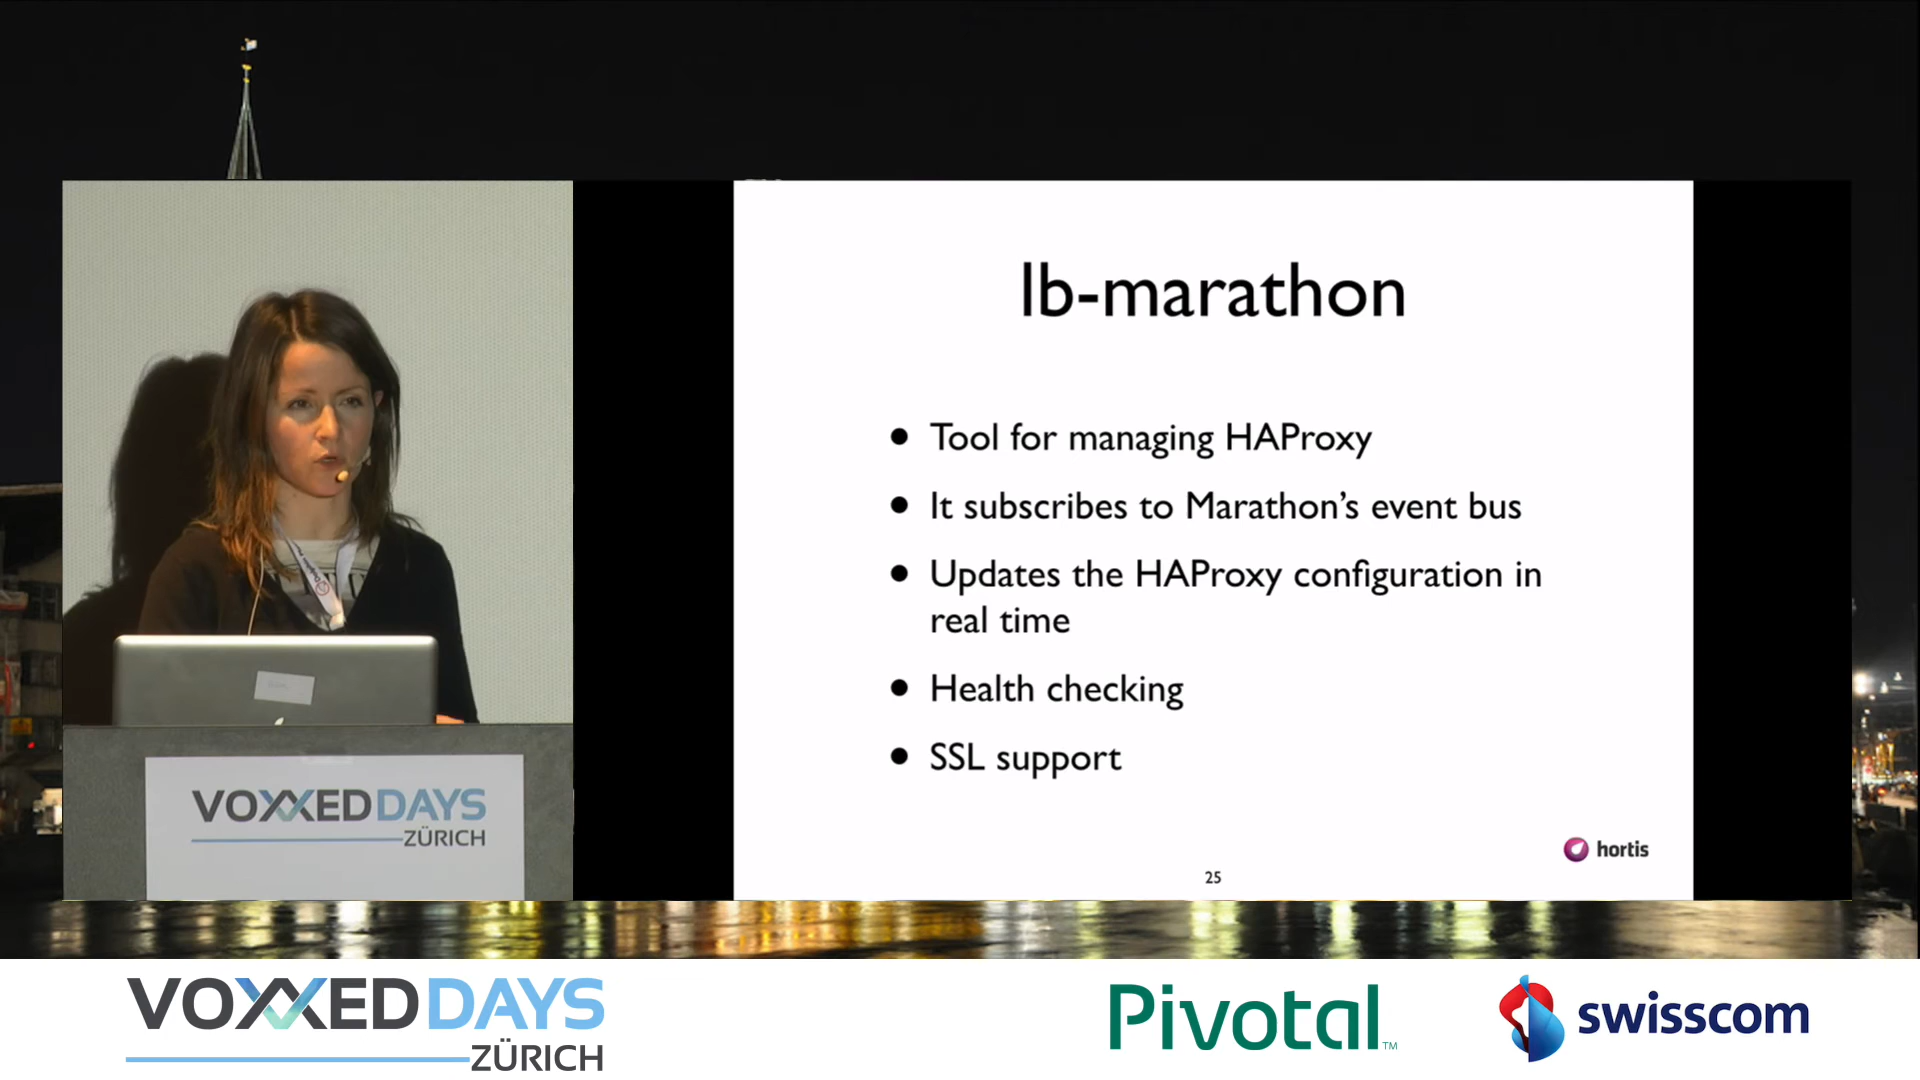 lb-marathon
• Tool for managing HAProxy
• It subscribes to Marathon's event bus
• Updates the HAProxy configuration in
real time
• Health checking
• SSL support
hortis
25
VOXXED DAYS
ZÜRICH
VOXXED DAYS
ZÜRICH
Pivotal™
swisscom